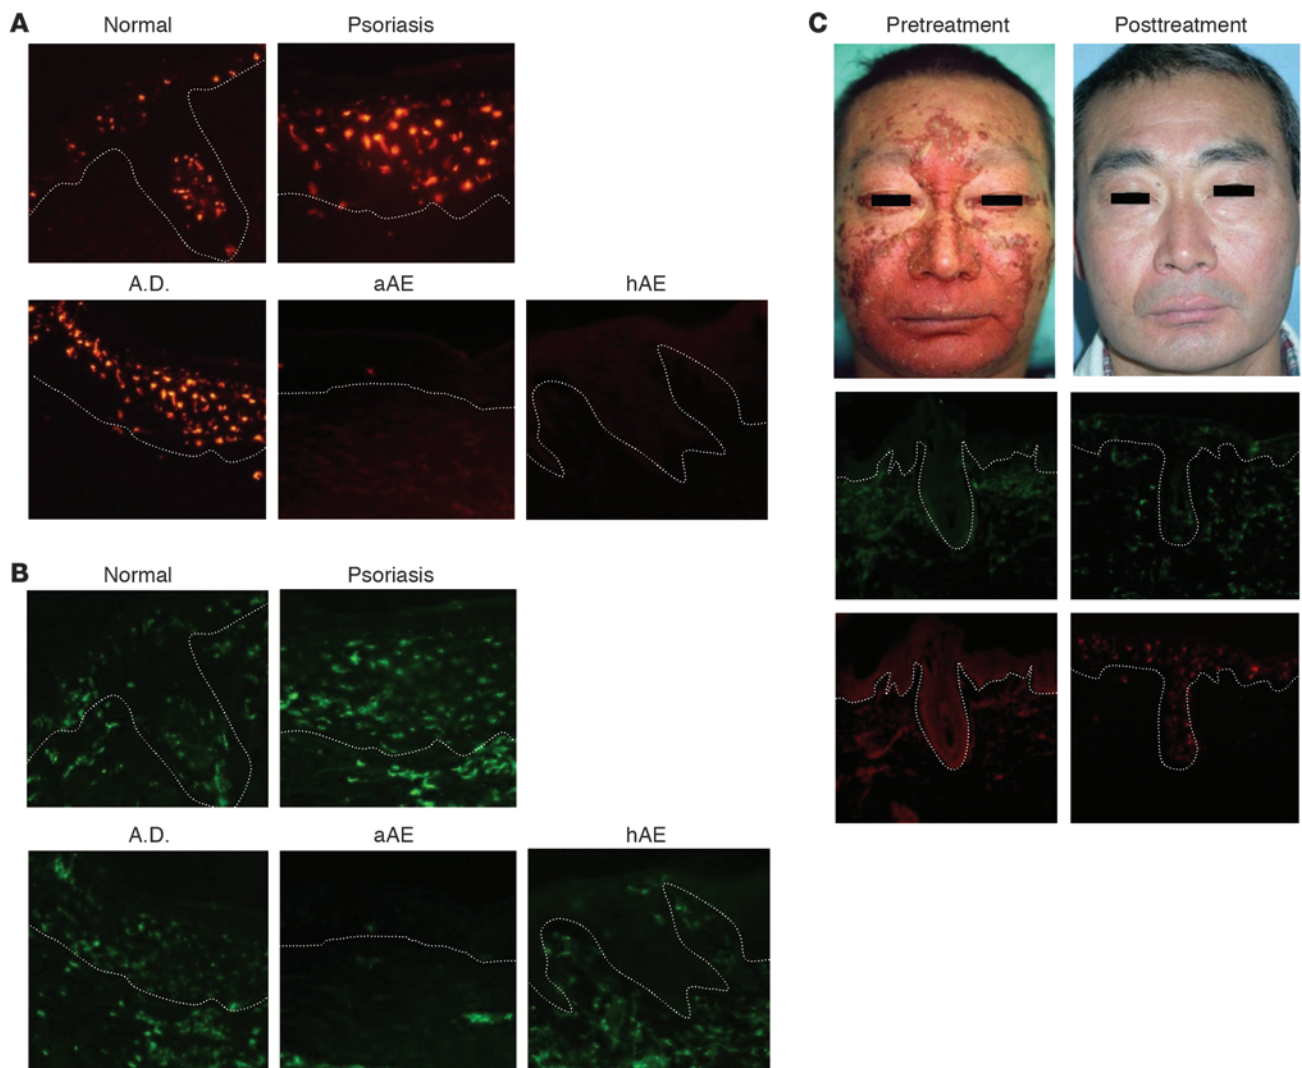 A
Normal
Psoriasis
A.D.
aAE
hAE
B
Normal
Psoriasis
A.D.
aAE
hAE
C
Pretreatment
Posttreatment